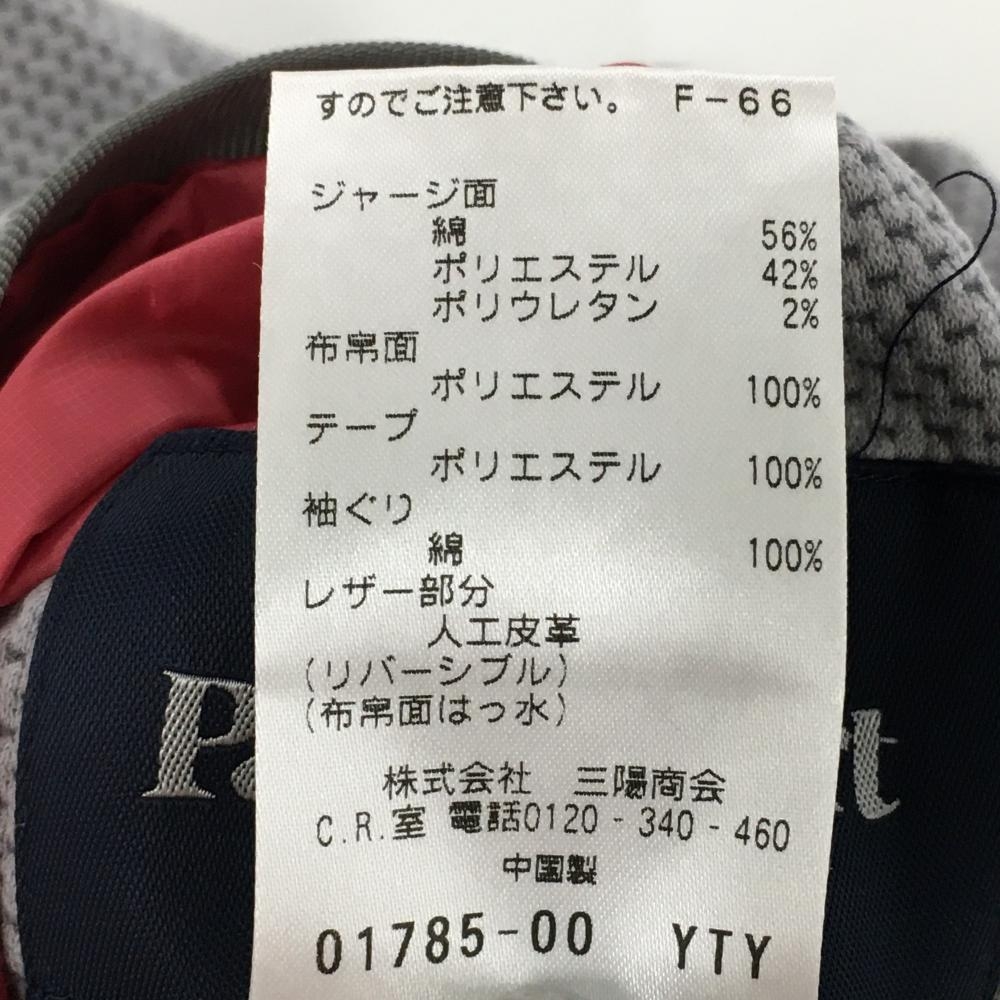 すのでご注意下さい。 F-66
ジャージ面
綿 56%
ポリエステル 42%
ポリウレタン 2%
布帛面
ポリエステル 100%
テープ
ポリエステル 100%
袖ぐり
綿 100%
レザー部分
人工皮革
(リバーシブル)
(布帛面はっ水)
株式会社 三陽商会
C.R.室 電話0120-340-460
中国製
01785-00 YTY